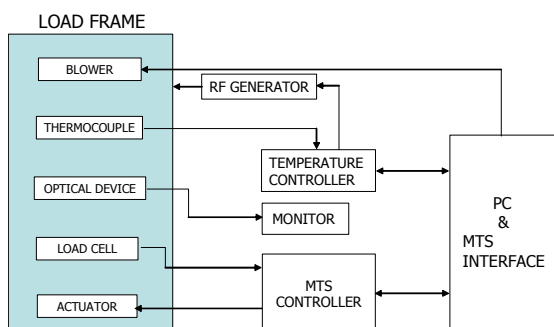 LOAD FRAME
BLOWER
RF GENERATOR
THERMOCOUPLE
TEMPERATURE
CONTROLLER
OPTICAL DEVICE
MONITOR
PC
&
MTS
INTERFACE
LOAD CELL
MTS
CONTROLLER
ACTUATOR